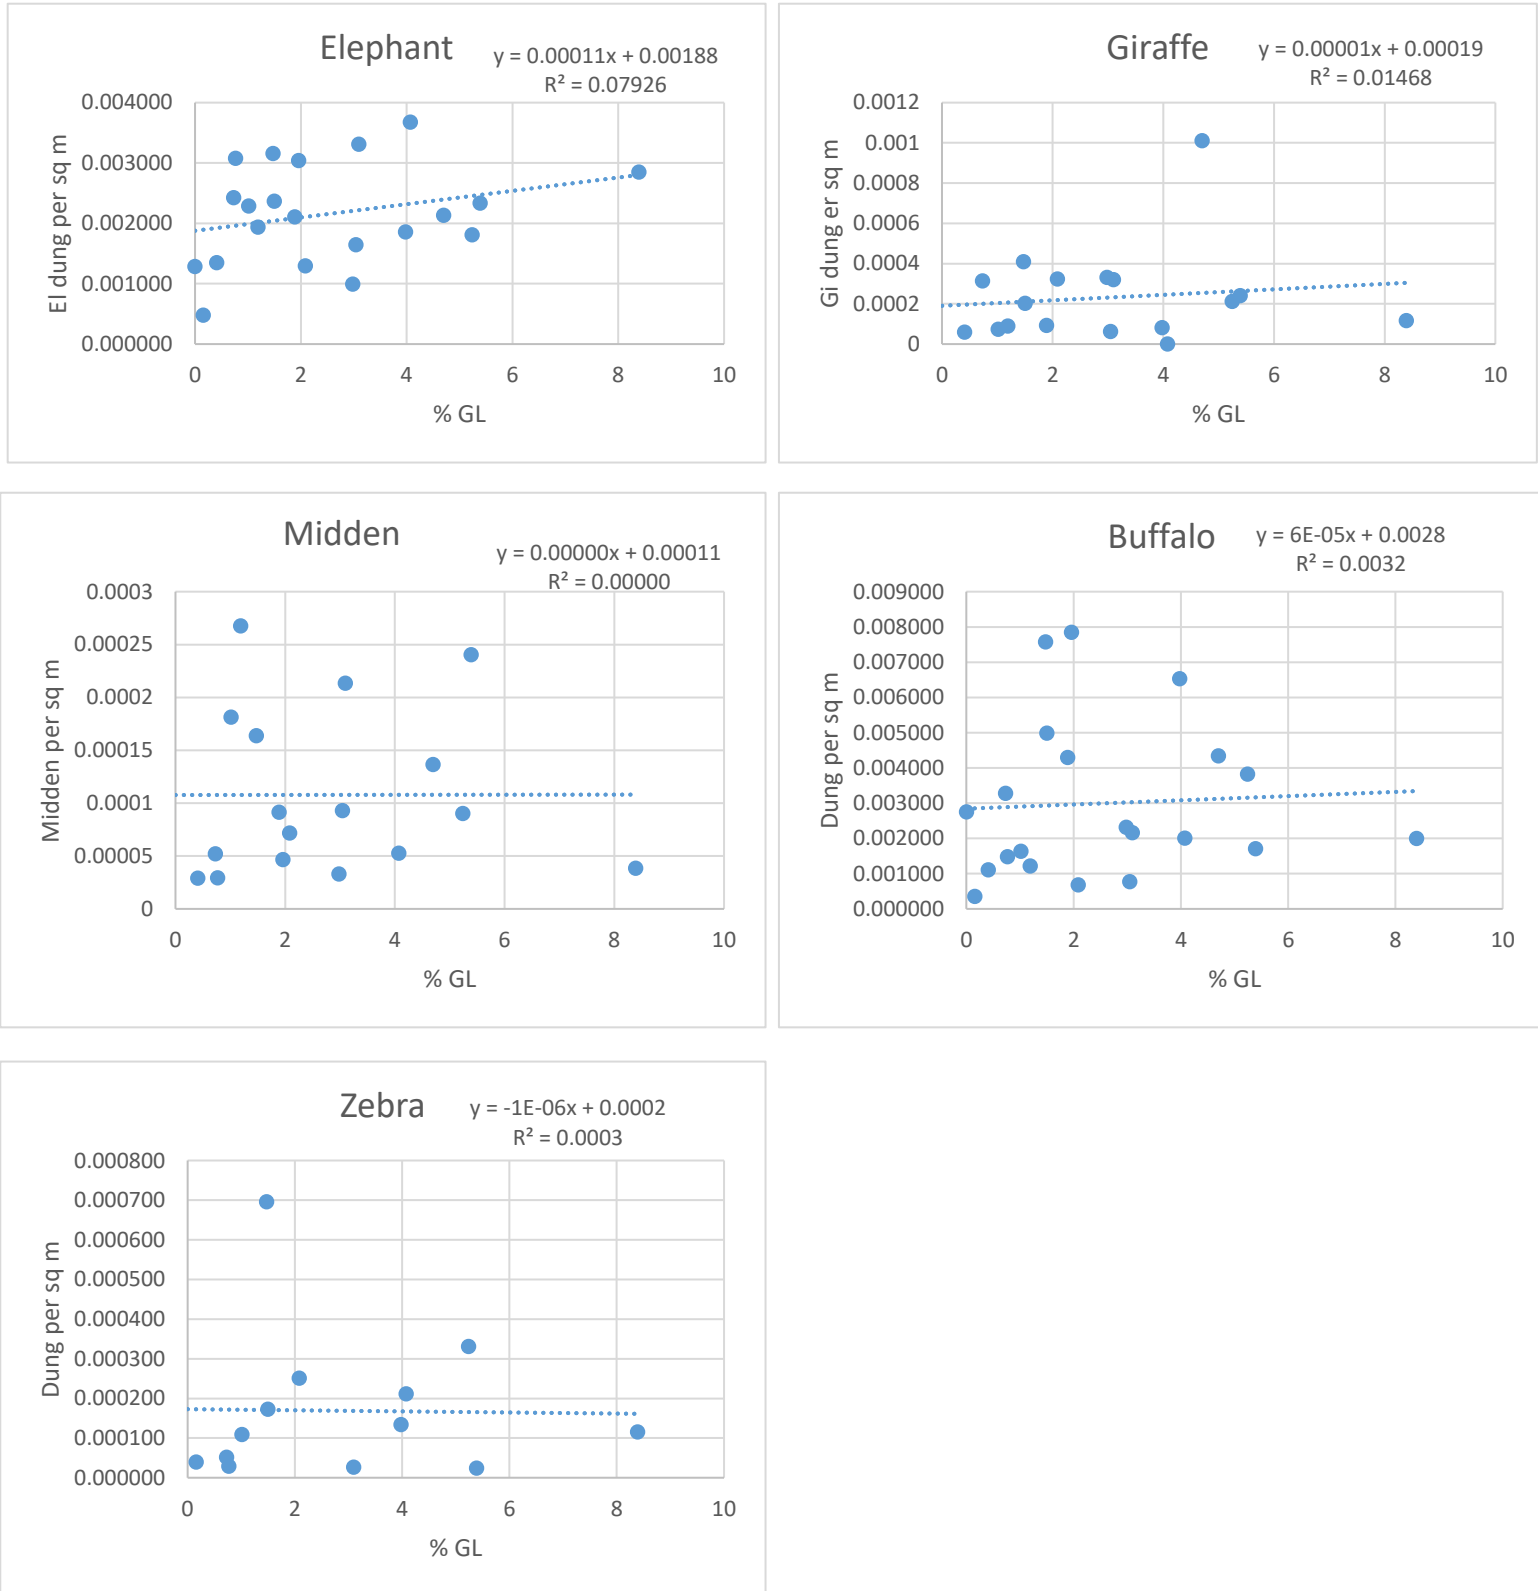 Elephant
y = 0.00011x + 0.00188
R² = 0.07926
El dung per sq m
0.004000
0.003000
0.002000
0.001000
0.000000
0 2 4 6 8 10
% GL
Giraffe
y = 0.00001x + 0.00019
R² = 0.01468
Gi dung er sq m
0.0012
0.001
0.0008
0.0006
0.0004
0.0002
0
0 2 4 6 8 10
% GL
Midden
y = 0.00000x + 0.00011
R² = 0.00000
Midden per sq m
0.0003
0.00025
0.0002
0.00015
0.0001
0.00005
0
0 2 4 6 8 10
% GL
Buffalo
y = 6E-05x + 0.0028
R² = 0.0032
Dung per sq m
0.009000
0.008000
0.007000
0.006000
0.005000
0.004000
0.003000
0.002000
0.001000
0.000000
0 2 4 6 8 10
% GL
Zebra
y = -1E-06x + 0.0002
R² = 0.0003
Dung per sq m
0.000800
0.000700
0.000600
0.000500
0.000400
0.000300
0.000200
0.000100
0.000000
0 2 4 6 8 10
% GL